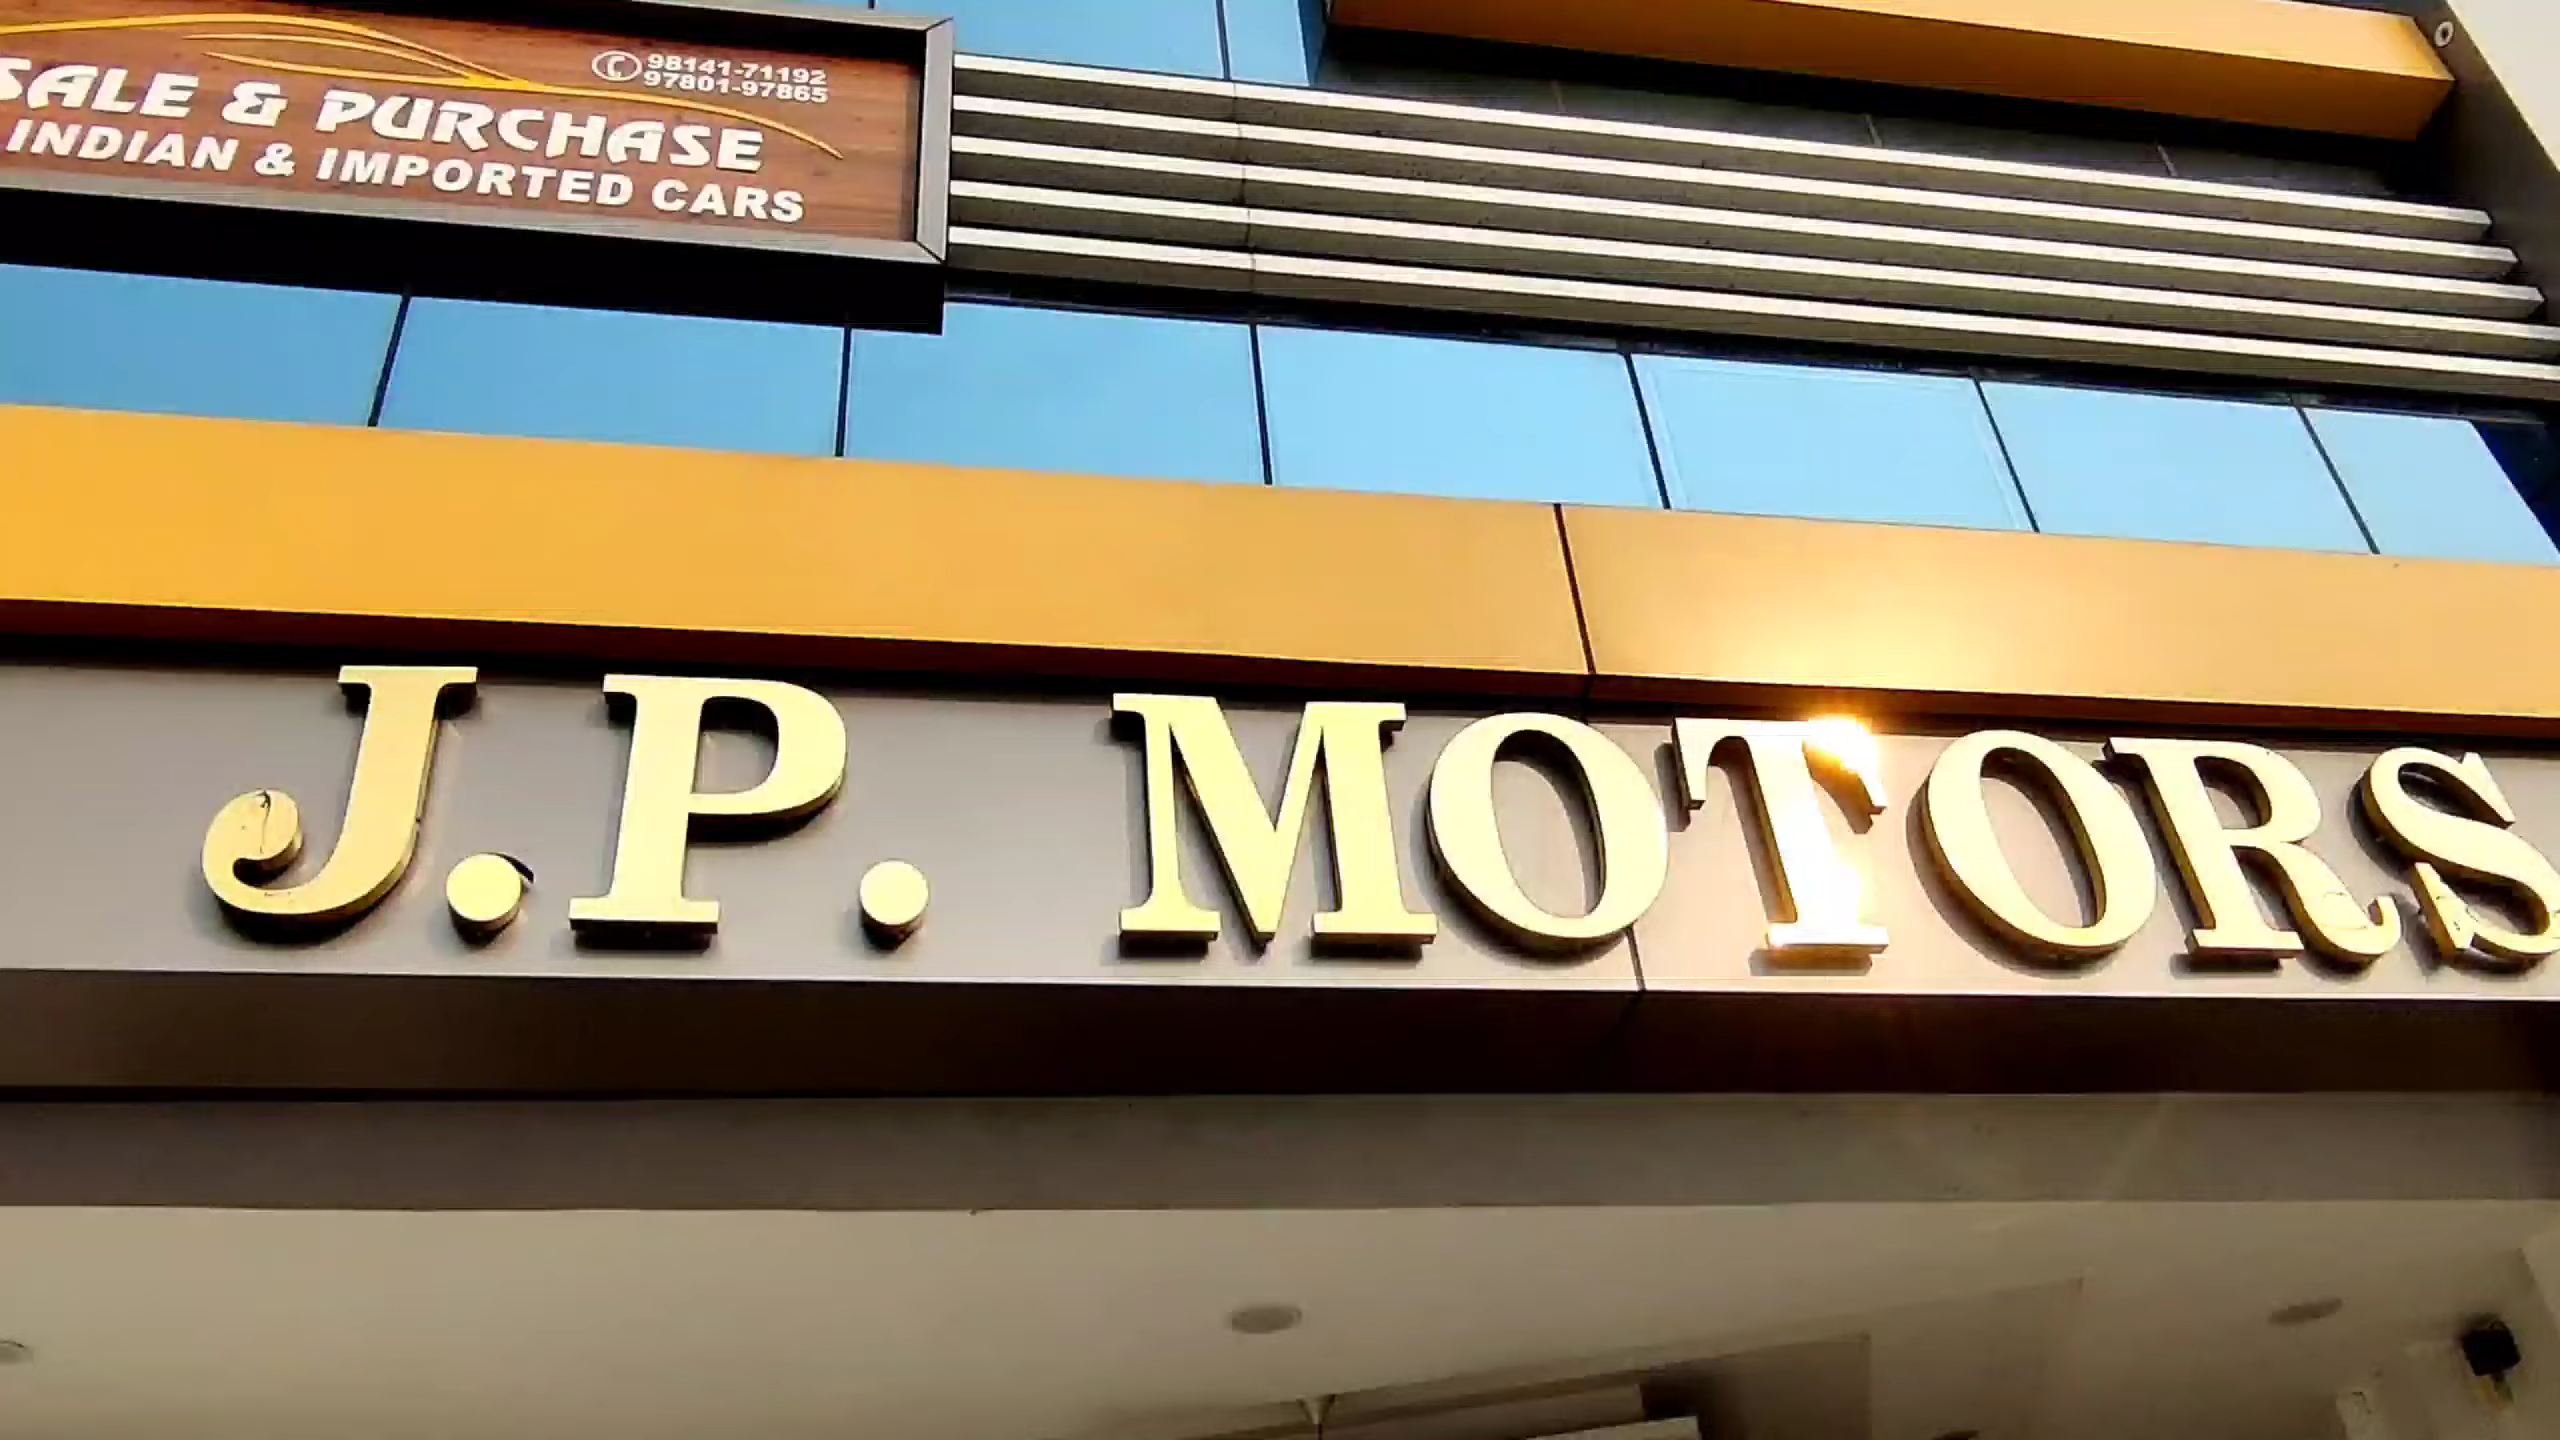 98141-71192
97801-97865
SALE & PURCHASE
INDIAN & IMPORTED CARS
J.P. MOTORS